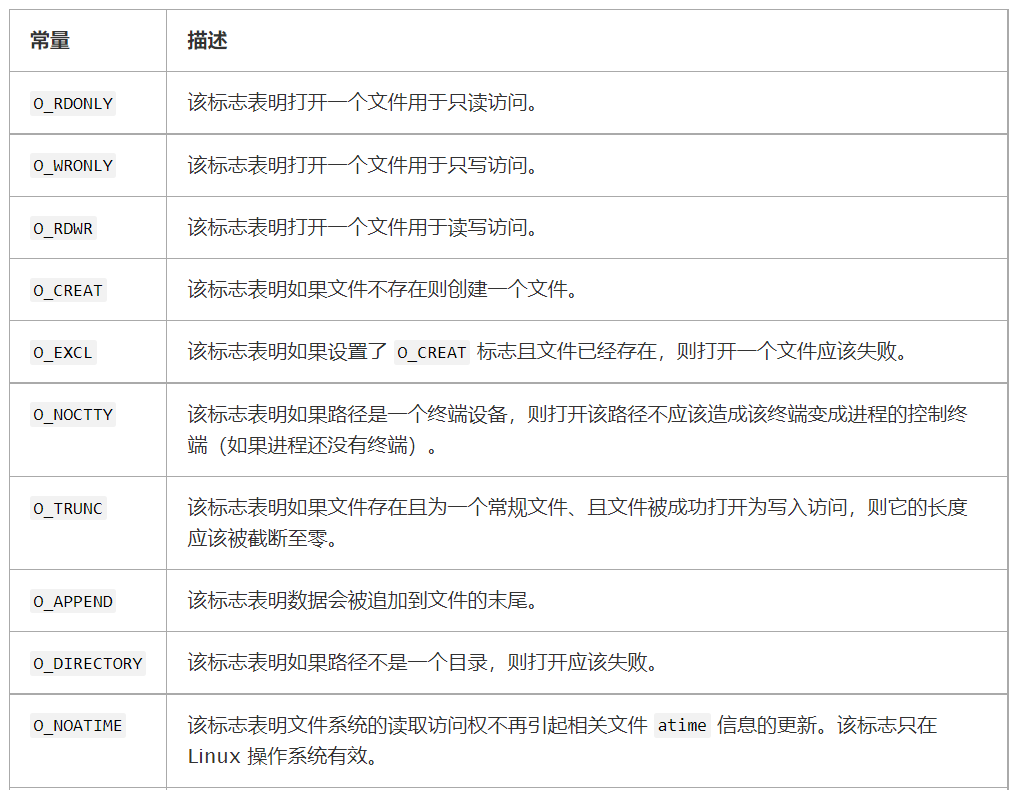 常量 描述
O_RDONLY 该标志表明打开一个文件用于只读访问。
O_WRONLY 该标志表明打开一个文件用于只写访问。
O_RDWR 该标志表明打开一个文件用于读写访问。
O_CREAT 该标志表明如果文件不存在则创建一个文件。
O_EXCL 该标志表明如果设置了 O_CREAT 标志且文件已经存在，则打开一个文件应该失败。
O_NOCTTY 该标志表明如果路径是一个终端设备，则打开该路径不应该造成该终端变成进程的控制终
端（如果进程还没有终端）。
O_TRUNC 该标志表明如果文件存在且为一个常规文件、且文件被成功打开为写入访问，则它的长度
应该被截断至零。
O_APPEND 该标志表明数据会被追加到文件的末尾。
O_DIRECTORY 该标志表明如果路径不是一个目录，则打开应该失败。
O_NOATIME 该标志表明文件系统的读取访问权不再引起相关文件 atime 信息的更新。该标志只在
Linux 操作系统有效。